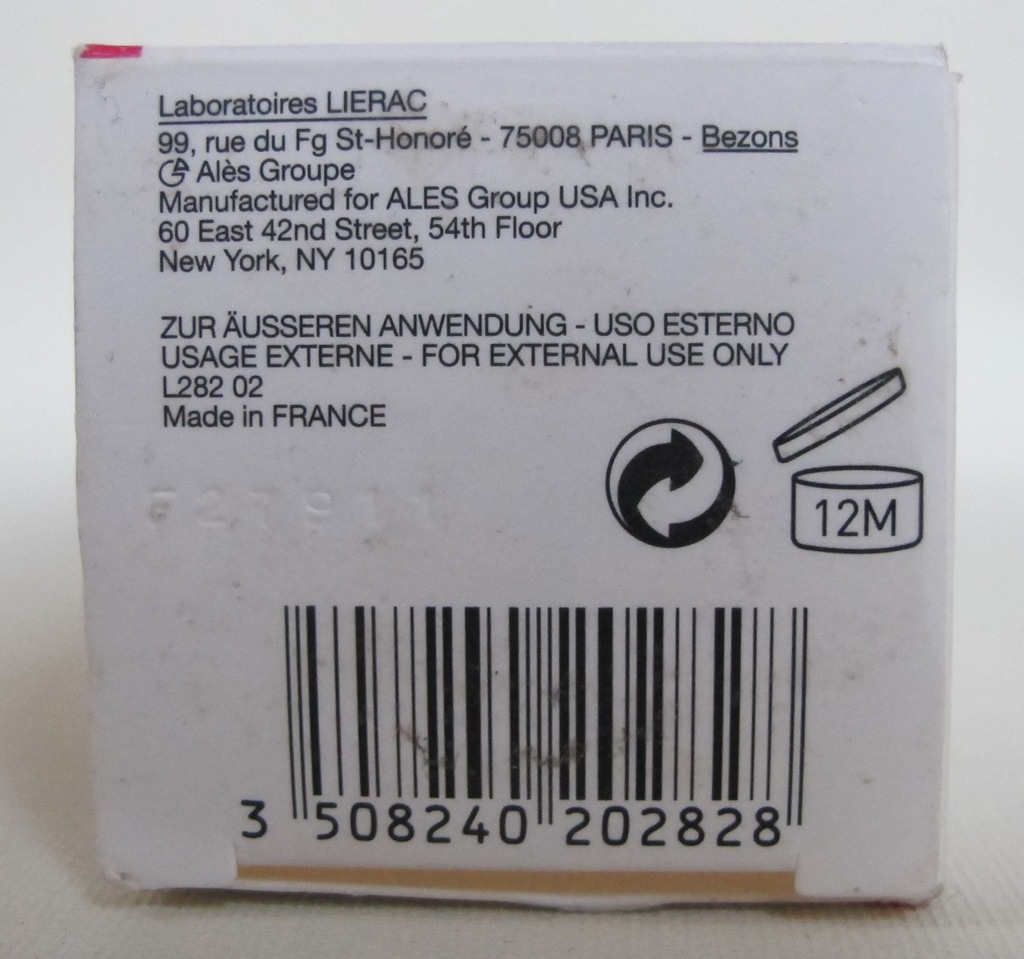 Laboratoires LIERAC
99, rue du Fg St-Honoré - 75008 PARIS - Bezons
Alès Groupe
Manufactured for ALES Group USA Inc.
60 East 42nd Street, 54th Floor
New York, NY 10165
ZUR ÄUSSEREN ANWENDUNG - USO ESTERNO
USAGE EXTERNE - FOR EXTERNAL USE ONLY
L282 02
Made in FRANCE
12M
3 508240 202828